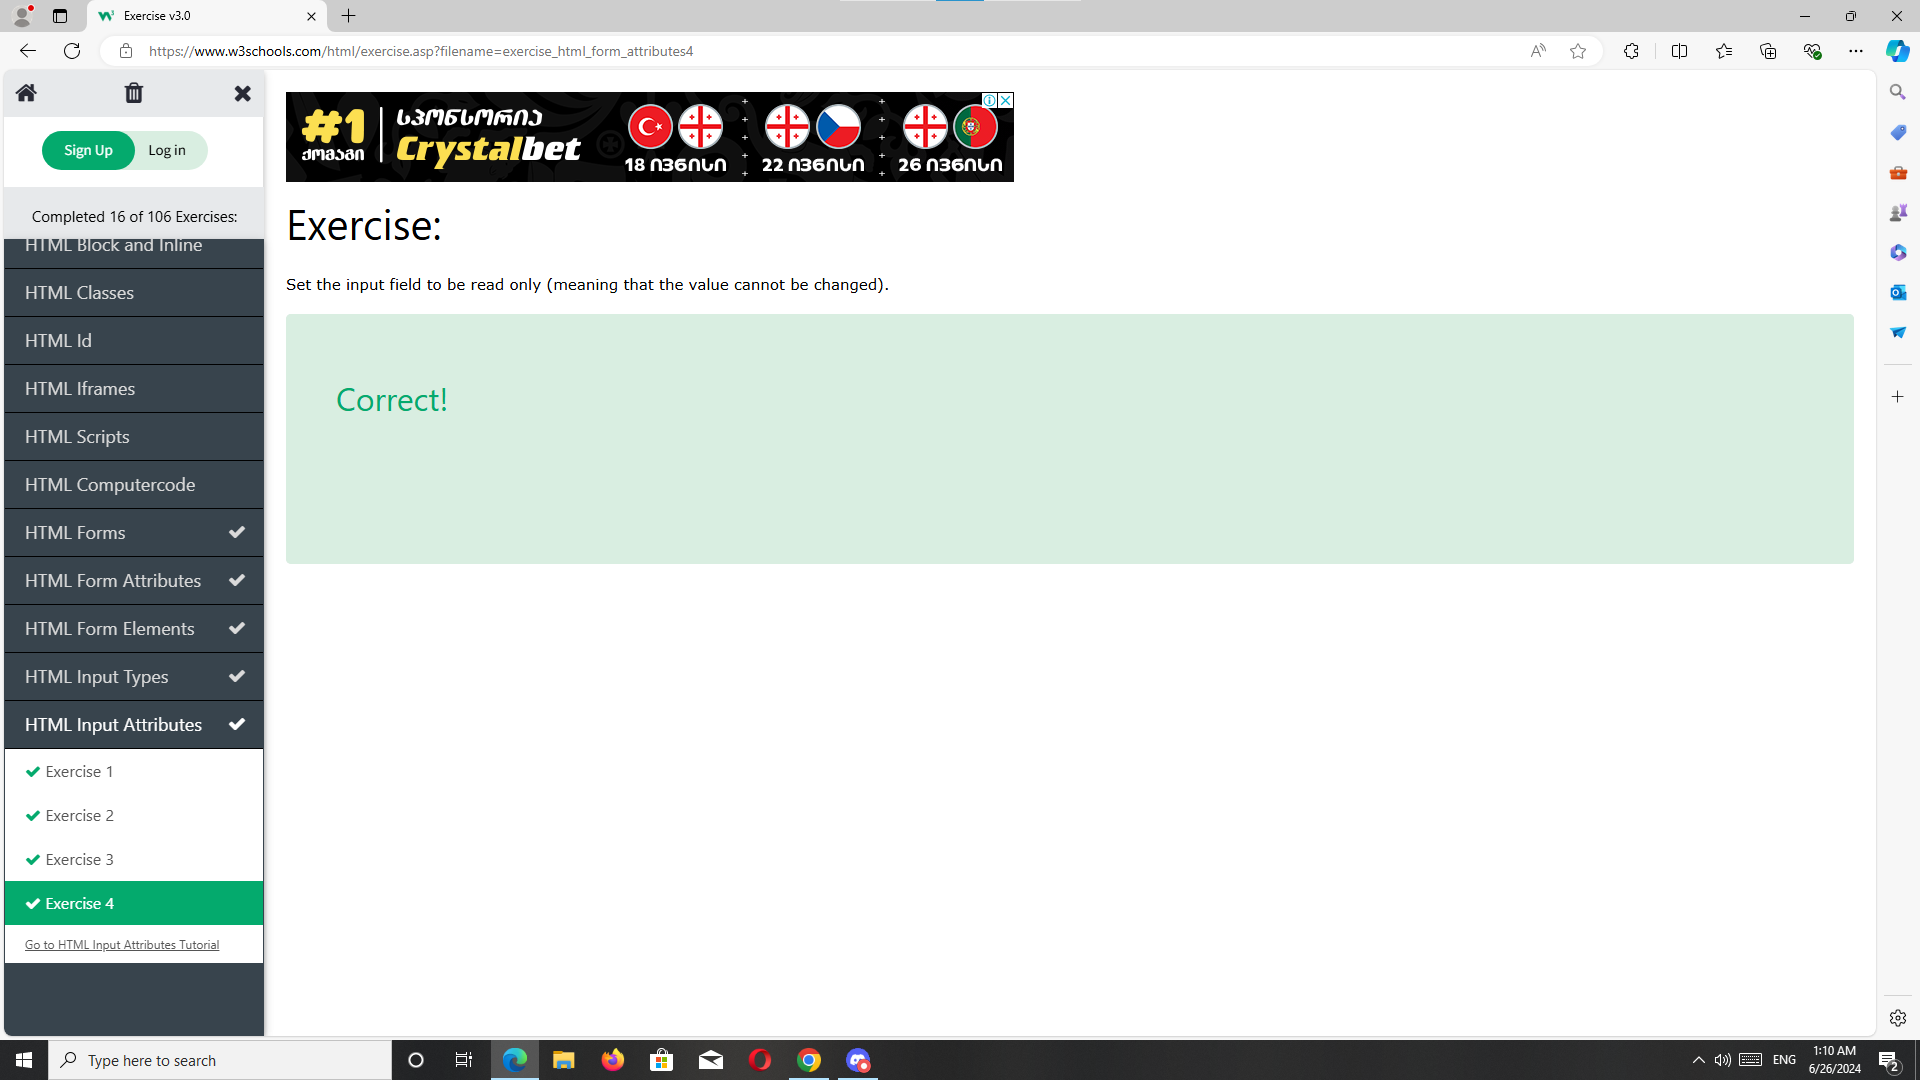 Exercise v3.0
https://www.w3schools.com/html/exercise.asp?filename=exercise_html_form_attributes4
Sign Up
Log in
Completed 16 of 106 Exercises:
HTML Block and Inline
HTML Classes
HTML Id
HTML Iframes
HTML Scripts
HTML Computercode
HTML Forms
HTML Form Attributes
HTML Form Elements
HTML Input Types
HTML Input Attributes
Exercise 1
Exercise 2
Exercise 3
Exercise 4
Go to HTML Input Attributes Tutorial
#1
ქომაგი
სპონსორია
Crystalbet
18 ივნისი
22 ივნისი
26 ივნისი
Exercise:
Set the input field to be read only (meaning that the value cannot be changed).
Correct!
Type here to search
ENG
1:10 AM
6/26/2024
2